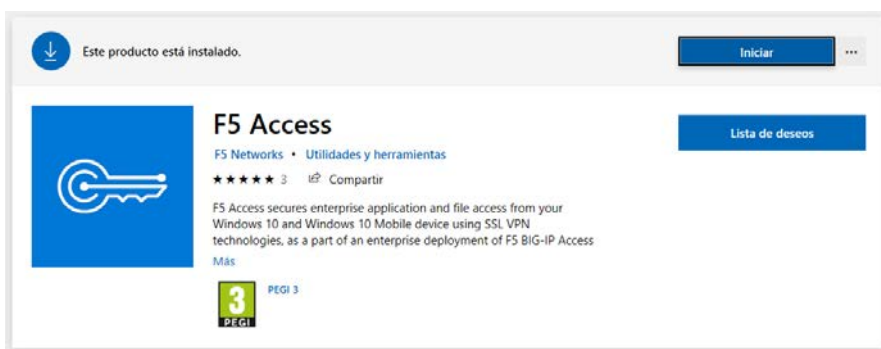 Este producto está instalado.
Iniciar
...
F5 Access
Lista de deseos
F5 Networks • Utilidades y herramientas
★★★★★ 3 Compartir
F5 Access secures enterprise application and file access from your
Windows 10 and Windows 10 Mobile device using SSL VPN
technologies, as a part of an enterprise deployment of F5 BIG-IP Access
Más
3
PEGI
PEGI 3